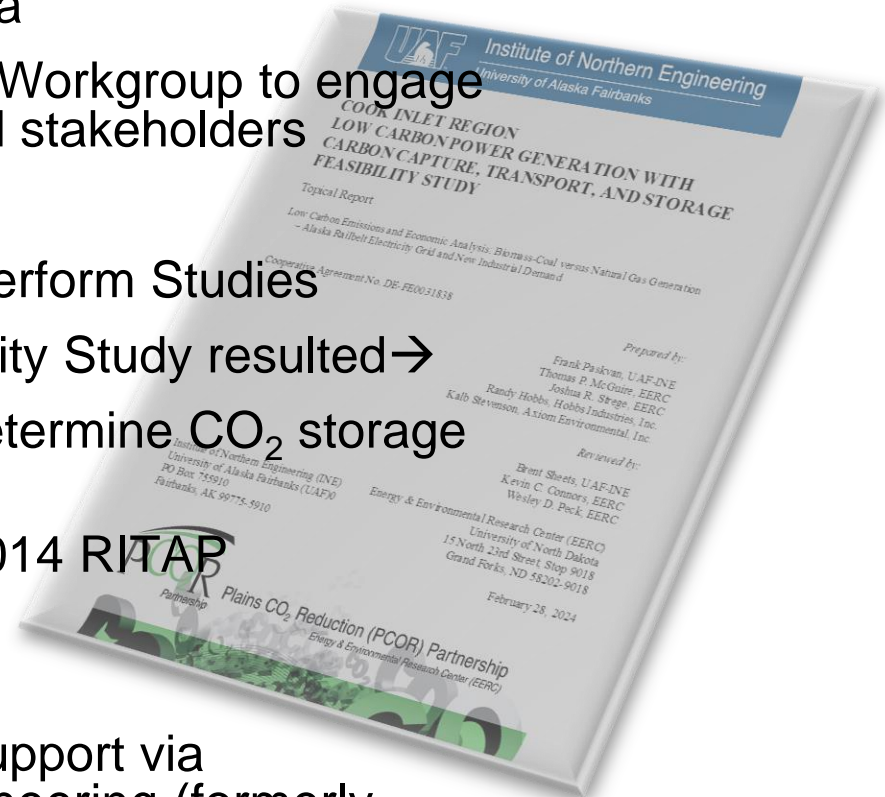 a
Workgroup to engage
l stakeholders
erform Studies
ity Study resulted→
etermine CO2 storage
014 RITAP
upport via
neering (formerly
UAF
Institute of Northern Engineering
University of Alaska Fairbanks
COOK INLET REGION
LOW CARBON POWER GENERATION WITH
CARBON CAPTURE, TRANSPORT, AND STORAGE
FEASIBILITY STUDY
Topical Report
Low Carbon Emissions and Economic Analysis: Biomass-Coal versus Natural Gas Generation
– Alaska Railbelt Electricity Grid and New Industrial Demand
Cooperative Agreement No. DE-FE0031838
Prepared by:
Frank Paskvan, UAF-INE
Thomas P. McGuire, EERC
Joshua R. Strege, EERC
Randy Hobbs, Hobbs Industries, Inc.
Kalb Stevenson, Axiom Environmental, Inc.
Reviewed by:
Brent Sheets, UAF-INE
Kevin C. Connors, EERC
Wesley D. Peck, EERC
Institute of Northern Engineering (INE)
University of Alaska Fairbanks (UAF)0
PO Box 755910
Fairbanks, AK 99775-5910
Energy & Environmental Research Center (EERC)
University of North Dakota
15 North 23rd Street, Stop 9018
Grand Forks, ND 58202-9018
February 28, 2024
PCOR
Partnership
Plains CO2 Reduction (PCOR) Partnership
Energy & Environmental Research Center (EERC)